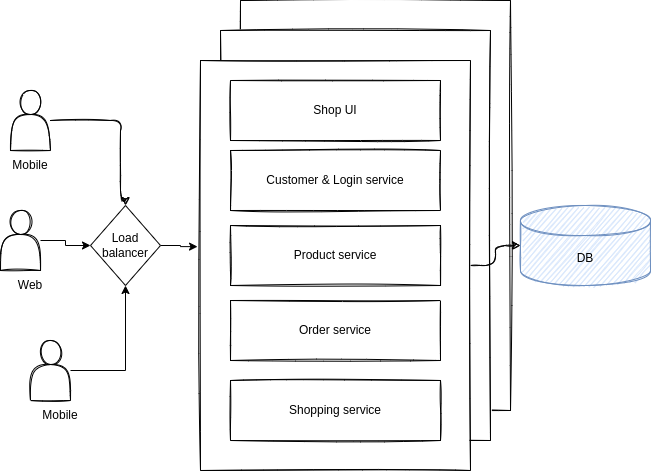 Shop UI
Mobile
Customer & Login service
Load
balancer
Product service
DB
Web
Order service
Mobile
Shopping service